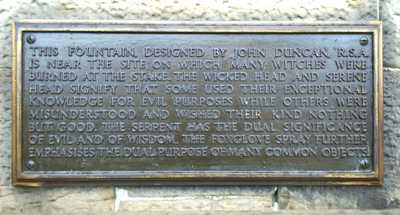 THIS FOUNTAIN, DESIGNED BY JOHN DUNCAN, R.S.A.
IS NEAR THE SITE ON WHICH MANY WITCHES WERE
BURNED AT THE STAKE. THE WICKED HEAD AND SERENE
HEAD SIGNIFY THAT SOME USED THEIR EXCEPTIONAL
KNOWLEDGE FOR EVIL PURPOSES WHILE OTHERS WERE
MISUNDERSTOOD AND WISHED THEIR KIND NOTHING
BUT GOOD. THE SERPENT HAS THE DUAL SIGNIFICANCE
OF EVIL AND OF WISDOM. THE FOXGLOVE SPRAY FURTHER
EMPHASISES THE DUAL PURPOSE OF MANY COMMON OBJECTS.